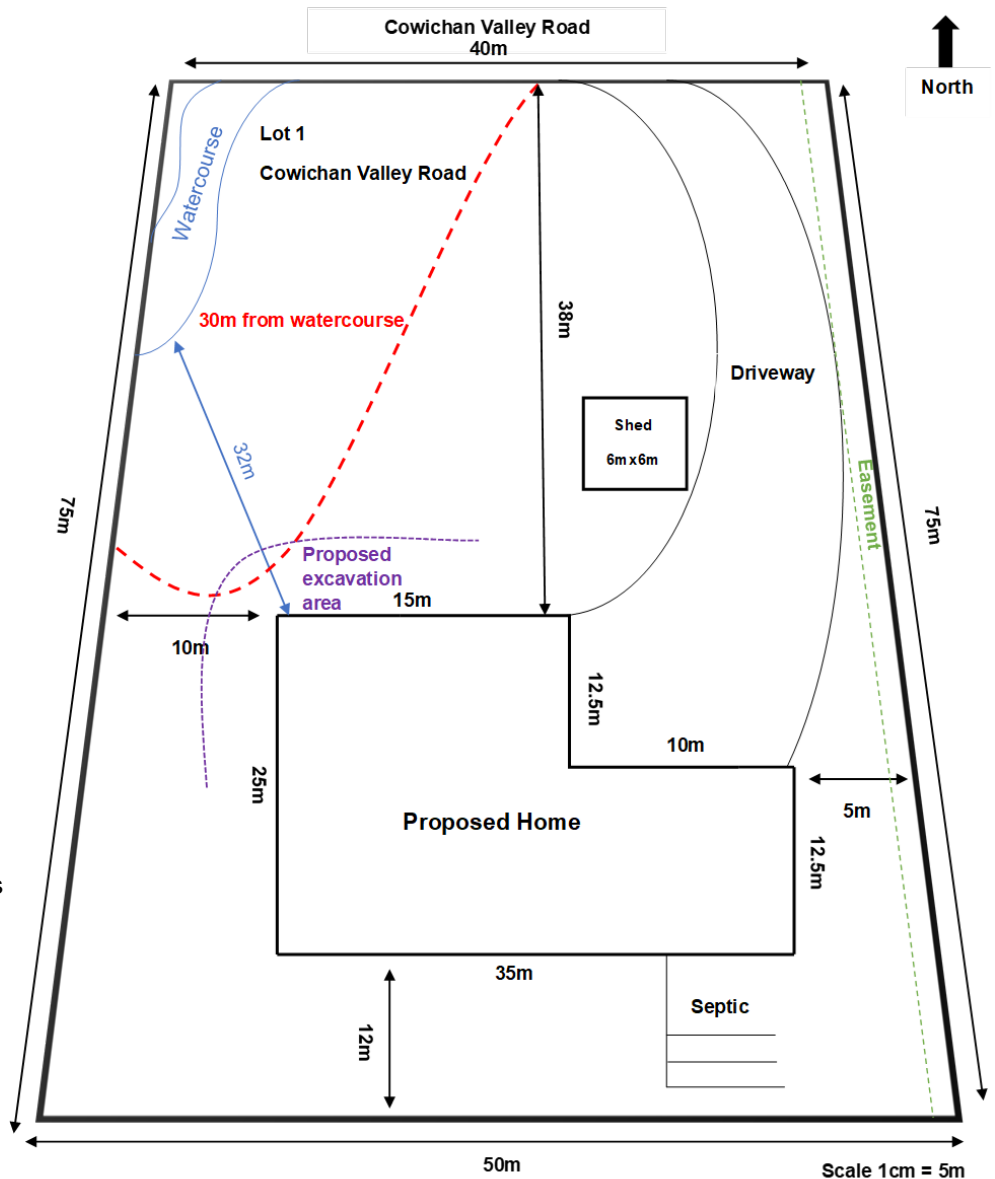 Cowichan Valley Road
40m
North
Lot 1
Cowichan Valley Road
Watercourse
30m from watercourse
38m
Driveway
Shed
6m x6m
32m
Easement
75m
75m
Proposed
excavation
area
15m
10m
12.5m
10m
25m
5m
Proposed Home
12.5m
35m
Septic
12m
50m
Scale 1cm = 5m